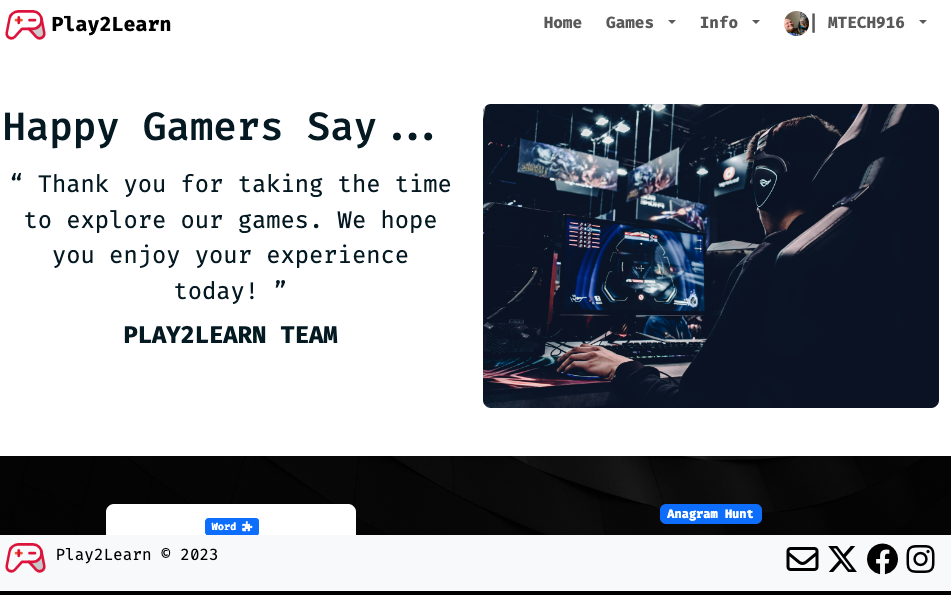 Play2Learn
Home Games Info | MTECH916
Happy Gamers Say...
“ Thank you for taking the time
to explore our games. We hope
you enjoy your experience
today! ”
PLAY2LEARN TEAM
Word
Anagram Hunt
Play2Learn © 2023